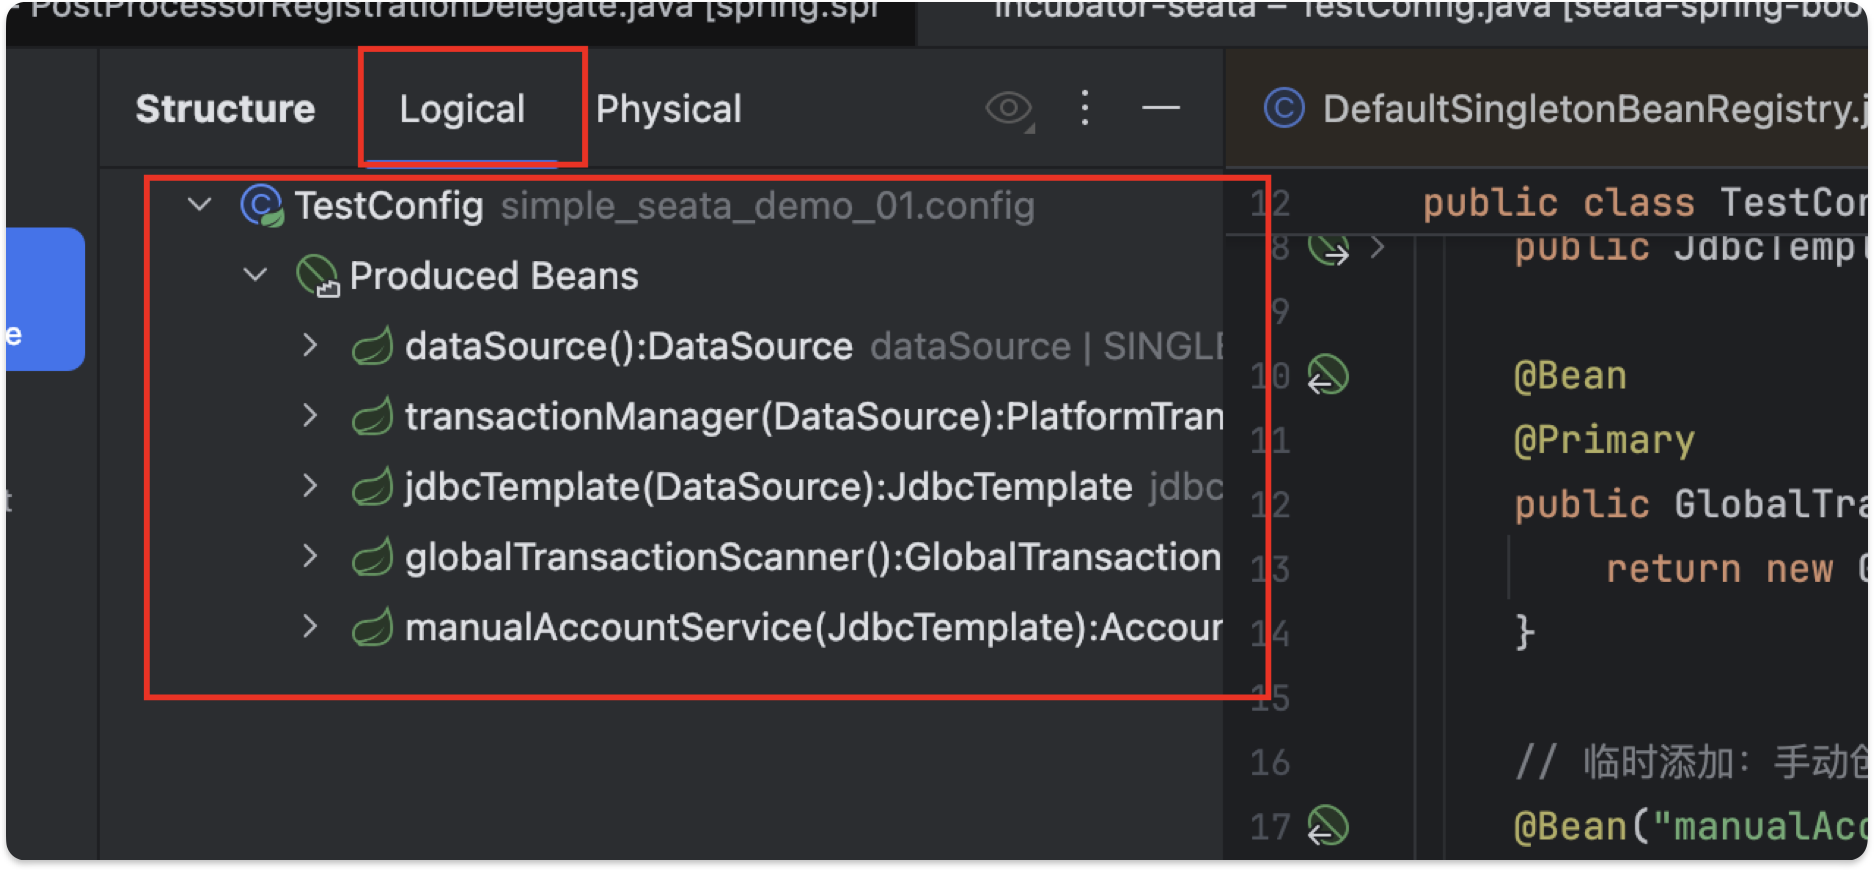 PostProcessorRegistrationDelegate.java [spring.spr
incubator-seata – TestConfig.java [seata-spring-boo
Structure
Logical
Physical
TestConfig simple_seata_demo_01.config
Produced Beans
dataSource():DataSource dataSource | SINGLE
transactionManager(DataSource):PlatformTran
jdbcTemplate(DataSource):JdbcTemplate jdbc
globalTransactionScanner():GlobalTransaction
manualAccountService(JdbcTemplate):Accoun
e
t
DefaultSingletonBeanRegistry.j
12 public class TestCon
8 public JdbcTempl
9
10 @Bean
11 @Primary
12 public GlobalTra
13 return new G
14 }
15
16 // 临时添加：手动创
17 @Bean("manualAcc